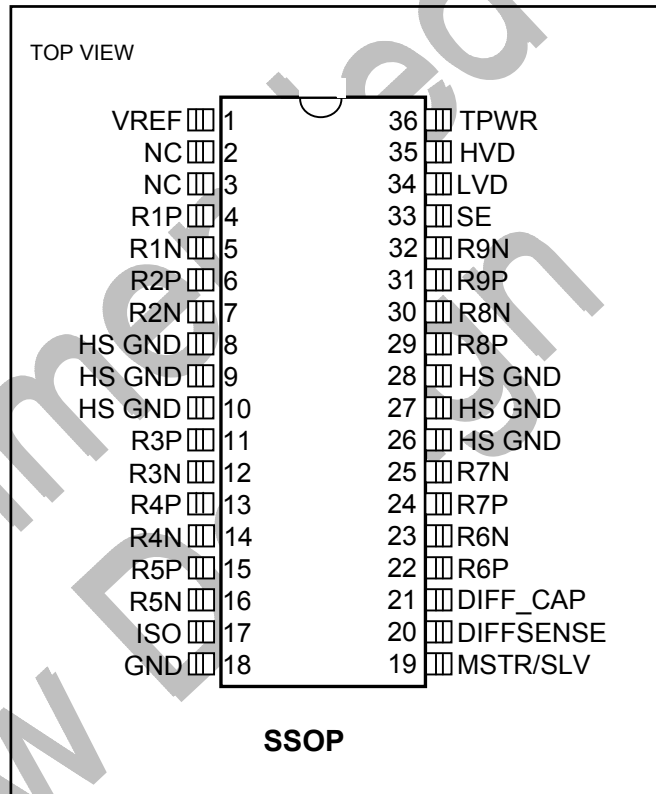 TOP VIEW
VREF 1 36 TPWR
NC 2 35 HVD
NC 3 34 LVD
R1P 4 33 SE
R1N 5 32 R9N
R2P 6 31 R9P
R2N 7 30 R8N
HS GND 8 29 R8P
HS GND 9 28 HS GND
HS GND 10 27 HS GND
R3P 11 26 HS GND
R3N 12 25 R7N
R4P 13 24 R7P
R4N 14 23 R6N
R5P 15 22 R6P
R5N 16 21 DIFF_CAP
ISO 17 20 DIFFSENSE
GND 18 19 MSTR/SLV
SSOP